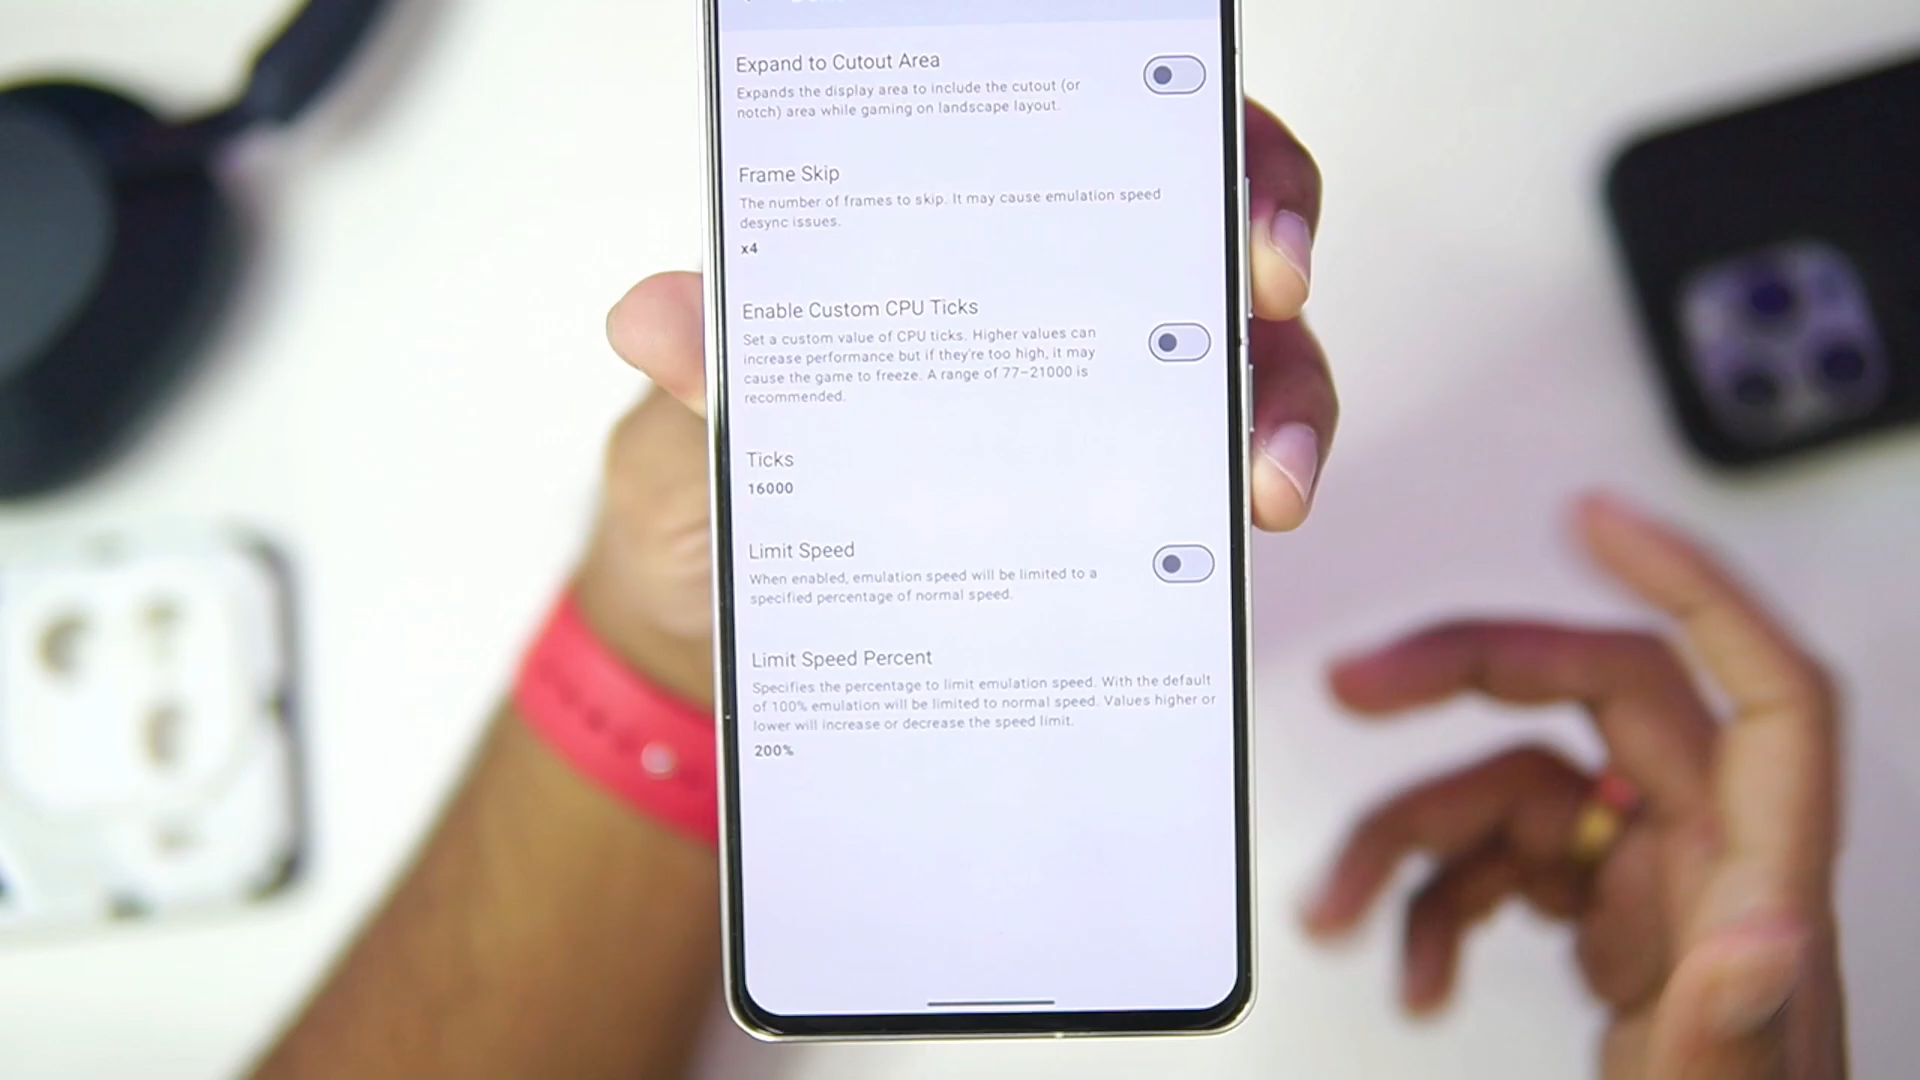 Expand to Cutout Area
Expands the display area to include the cutout (or
notch) area while gaming on landscape layout.
Frame Skip
The number of frames to skip. It may cause emulation speed
desync issues.
x4
Enable Custom CPU Ticks
Set a custom value of CPU ticks. Higher values can
increase performance but if they're too high, it may
cause the game to freeze. A range of 77–21000 is
recommended.
Ticks
16000
Limit Speed
When enabled, emulation speed will be limited to a
specified percentage of normal speed.
Limit Speed Percent
Specifies the percentage to limit emulation speed. With the default
of 100% emulation will be limited to normal speed. Values higher or
lower will increase or decrease the speed limit.
200%